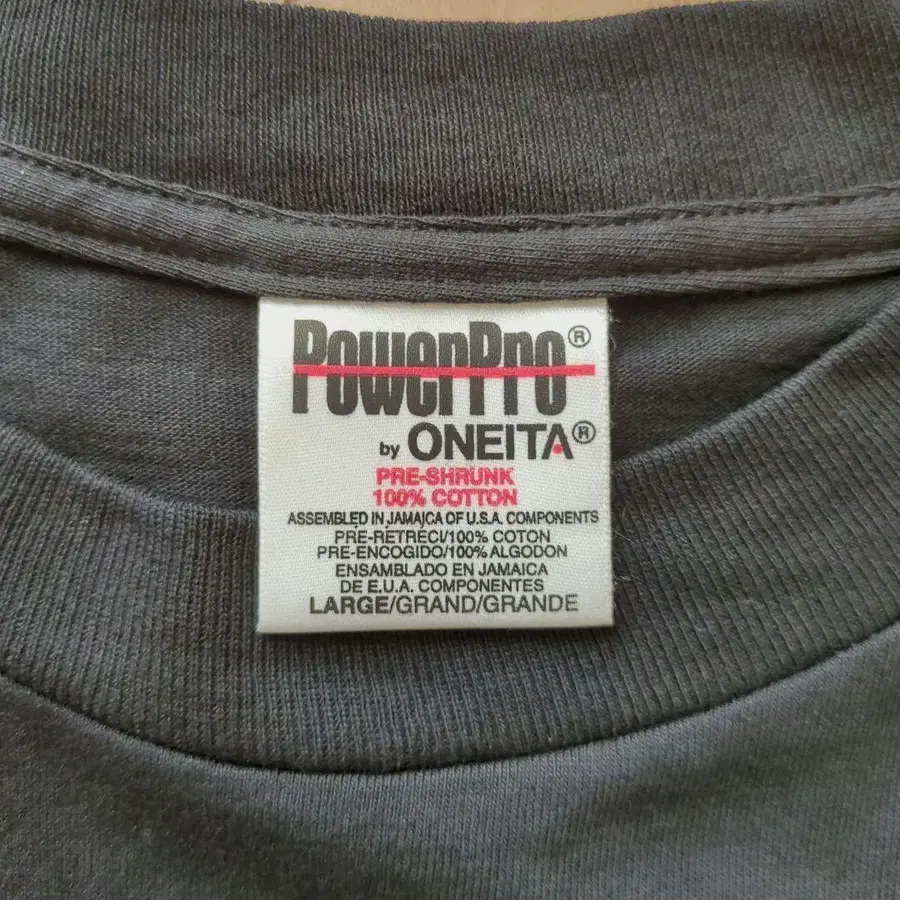 PowerPro®
by ONEITA®
PRE-SHRUNK
100% COTTON
ASSEMBLED IN JAMAICA OF U.S.A. COMPONENTS
PRE-RETRECI/100% COTON
PRE-ENCOGIDO/100% ALGODON
ENSAMBLADO EN JAMAICA
DE E.U.A. COMPONENTES
LARGE/GRAND/GRANDE